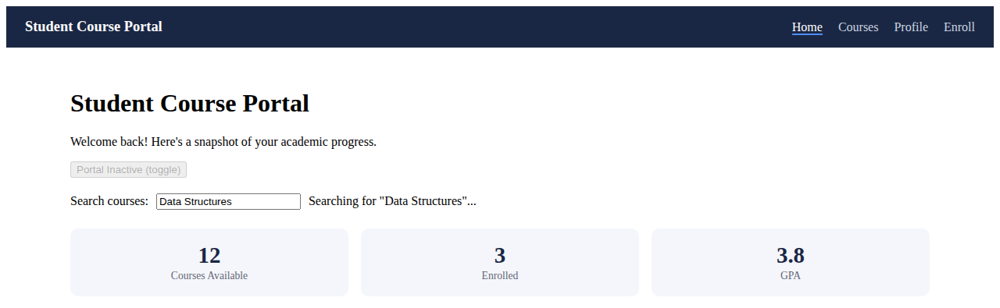 Student Course Portal Home Courses Profile Enroll
Student Course Portal
Welcome back! Here's a snapshot of your academic progress.
Portal Inactive (toggle)
Search courses: Data Structures Searching for "Data Structures"...
12 3 3.8
Courses Available Enrolled GPA